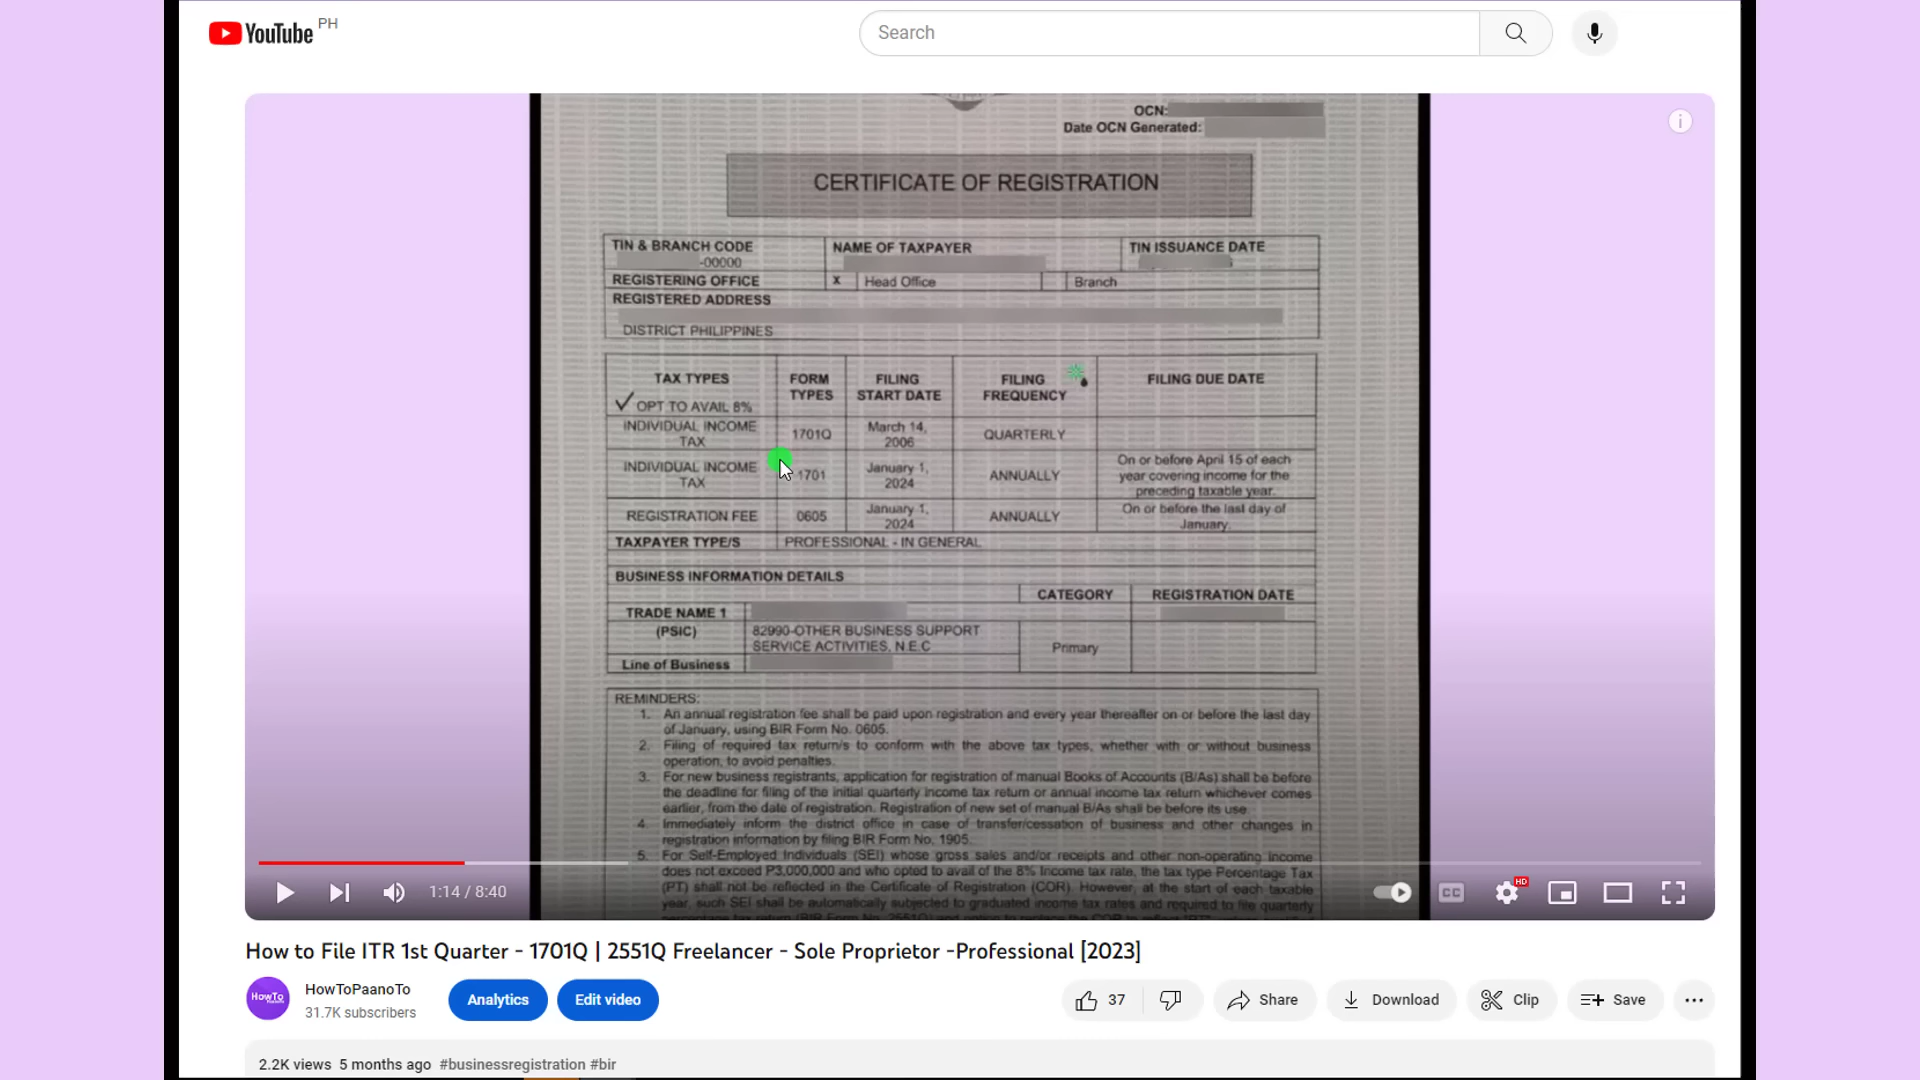 YouTube PH
Search
OCN:
Date OCN Generated:
CERTIFICATE OF REGISTRATION
TIN & BRANCH CODE NAME OF TAXPAYER TIN ISSUANCE DATE
-00000
REGISTERING OFFICE X Head Office Branch
REGISTERED ADDRESS
DISTRICT PHILIPPINES
TAX TYPES FORM TYPES FILING START DATE FILING FREQUENCY FILING DUE DATE
✓ OPT TO AVAIL 8%
INDIVIDUAL INCOME TAX 1701Q March 14, 2006 QUARTERLY
INDIVIDUAL INCOME TAX 1701 January 1, 2024 ANNUALLY On or before April 15 of each year covering income for the preceding taxable year.
REGISTRATION FEE 0605 January 1, 2024 ANNUALLY On or before the last day of January.
TAXPAYER TYPE/S PROFESSIONAL - IN GENERAL
BUSINESS INFORMATION DETAILS
CATEGORY REGISTRATION DATE
TRADE NAME 1
(PSIC) 82990-OTHER BUSINESS SUPPORT SERVICE ACTIVITIES, N.E.C Primary
Line of Business
REMINDERS:
1. An annual registration fee shall be paid upon registration and every year thereafter on or before the last day
of January, using BIR Form No. 0605.
2. Filing of required tax return/s to conform with the above tax types, whether with or without business
operation, to avoid penalties.
3. For new business registrants, application for registration of manual Books of Accounts (B/As) shall be before
the deadline for filing of the initial quarterly income tax return or annual income tax return whichever comes
earlier, from the date of registration. Registration of new set of manual B/As shall be before its use.
4. Immediately inform the district office in case of transfer/cessation of business and other changes in
registration information by filing BIR Form No. 1905.
5. For Self-Employed Individuals (SEI) whose gross sales and/or receipts and other non-operating income
does not exceed P3,000,000 and who opted to avail of the 8% Income tax rate, the tax type Percentage Tax
(PT) shall not be reflected in the Certificate of Registration (COR). However, at the start of each taxable
year, such SEI shall be automatically subjected to graduated income tax rates and required to file quarterly
1:14 / 8:40
CC
HD
How to File ITR 1st Quarter - 1701Q | 2551Q Freelancer - Sole Proprietor -Professional [2023]
HowTo
HowToPaanoTo
31.7K subscribers
Analytics
Edit video
37
Share
Download
Clip
Save
2.2K views 5 months ago #businessregistration #bir